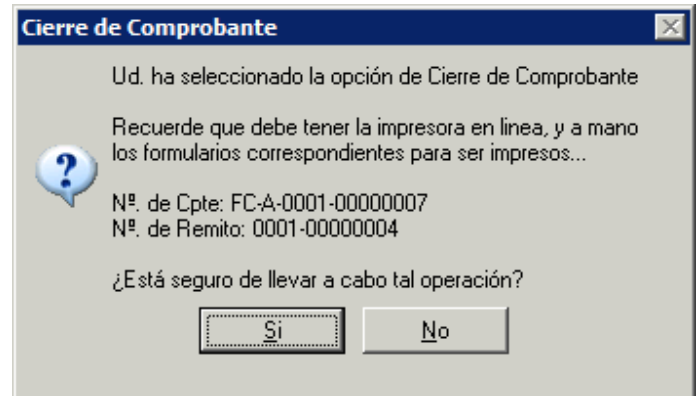 Cierre de Comprobante
Ud. ha seleccionado la opción de Cierre de Comprobante
Recuerde que debe tener la impresora en linea, y a mano
los formularios correspondientes para ser impresos...
Nº. de Cpte: FC-A-0001-00000007
Nº. de Remito: 0001-00000004
¿Está seguro de llevar a cabo tal operación?
Si
No